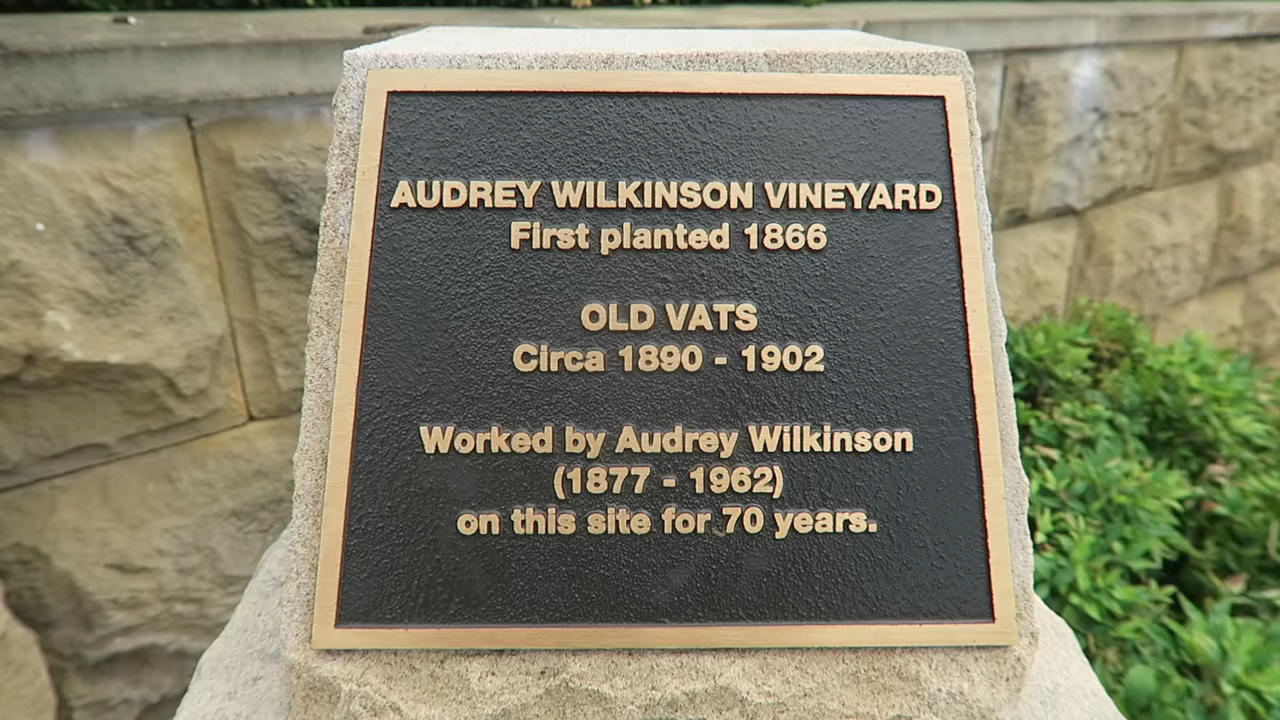 AUDREY WILKINSON VINEYARD
First planted 1866
OLD VATS
Circa 1890 - 1902
Worked by Audrey Wilkinson
(1877 - 1962)
on this site for 70 years.